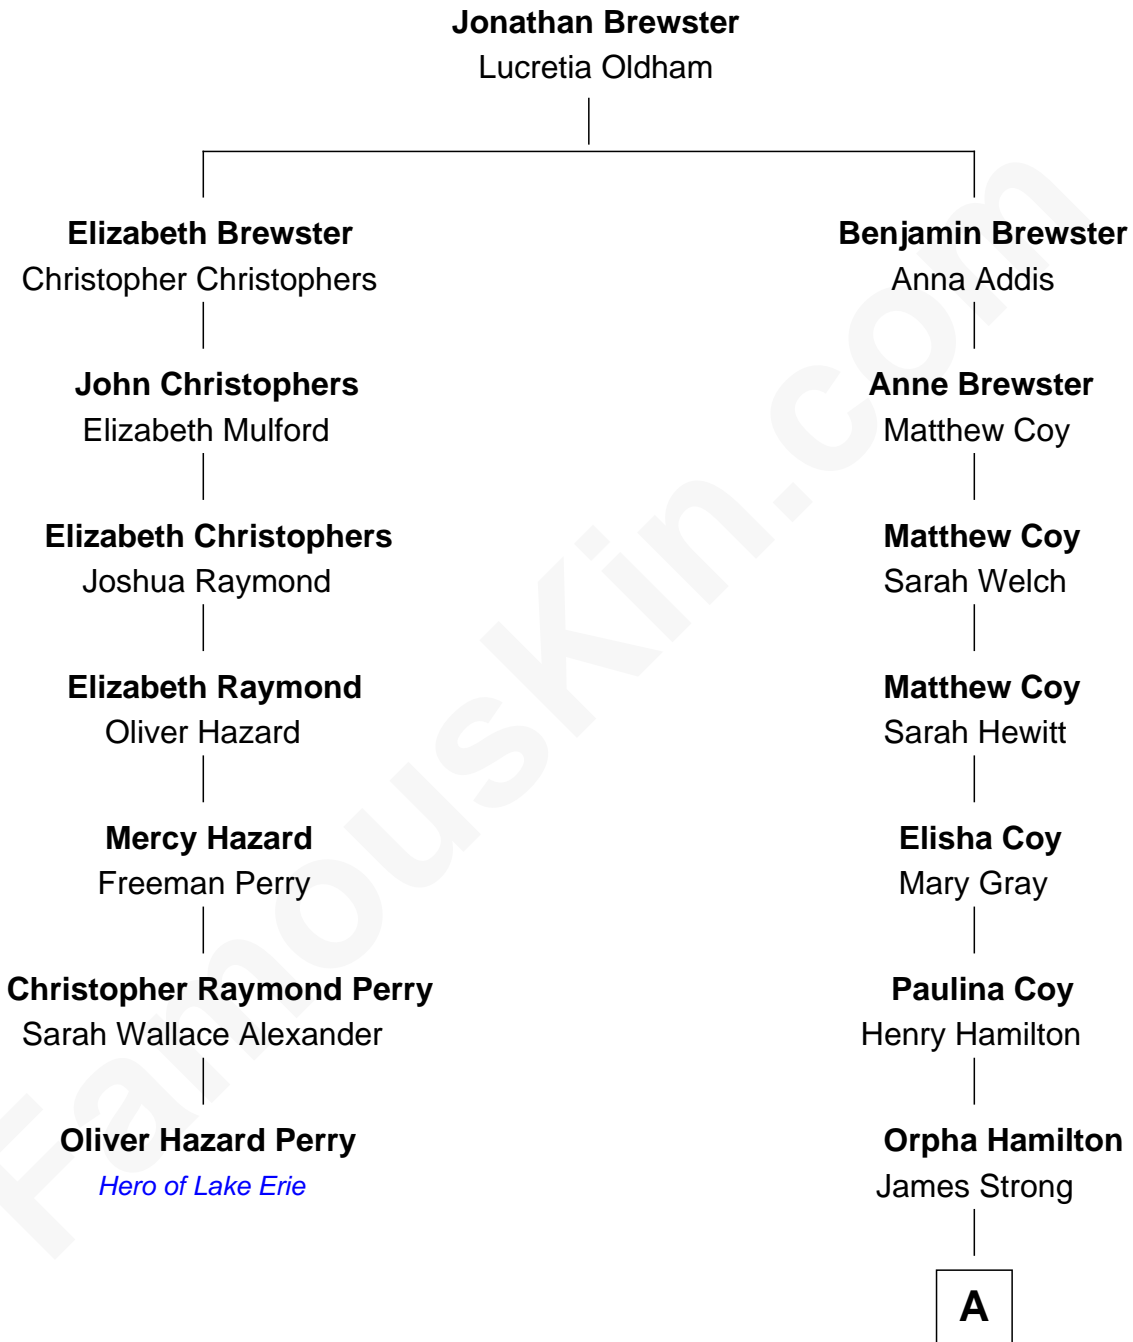 Jonathan Brewster
Lucretia Oldham
Elizabeth Brewster
Christopher Christophers
Benjamin Brewster
Anna Addis
John Christophers
Elizabeth Mulford
Anne Brewster
Matthew Coy
Elizabeth Christophers
Joshua Raymond
Matthew Coy
Sarah Welch
Elizabeth Raymond
Oliver Hazard
Matthew Coy
Sarah Hewitt
Mercy Hazard
Freeman Perry
Elisha Coy
Mary Gray
Christopher Raymond Perry
Sarah Wallace Alexander
Paulina Coy
Henry Hamilton
Oliver Hazard Perry
Hero of Lake Erie
Orpha Hamilton
James Strong
A
FamousKin.com